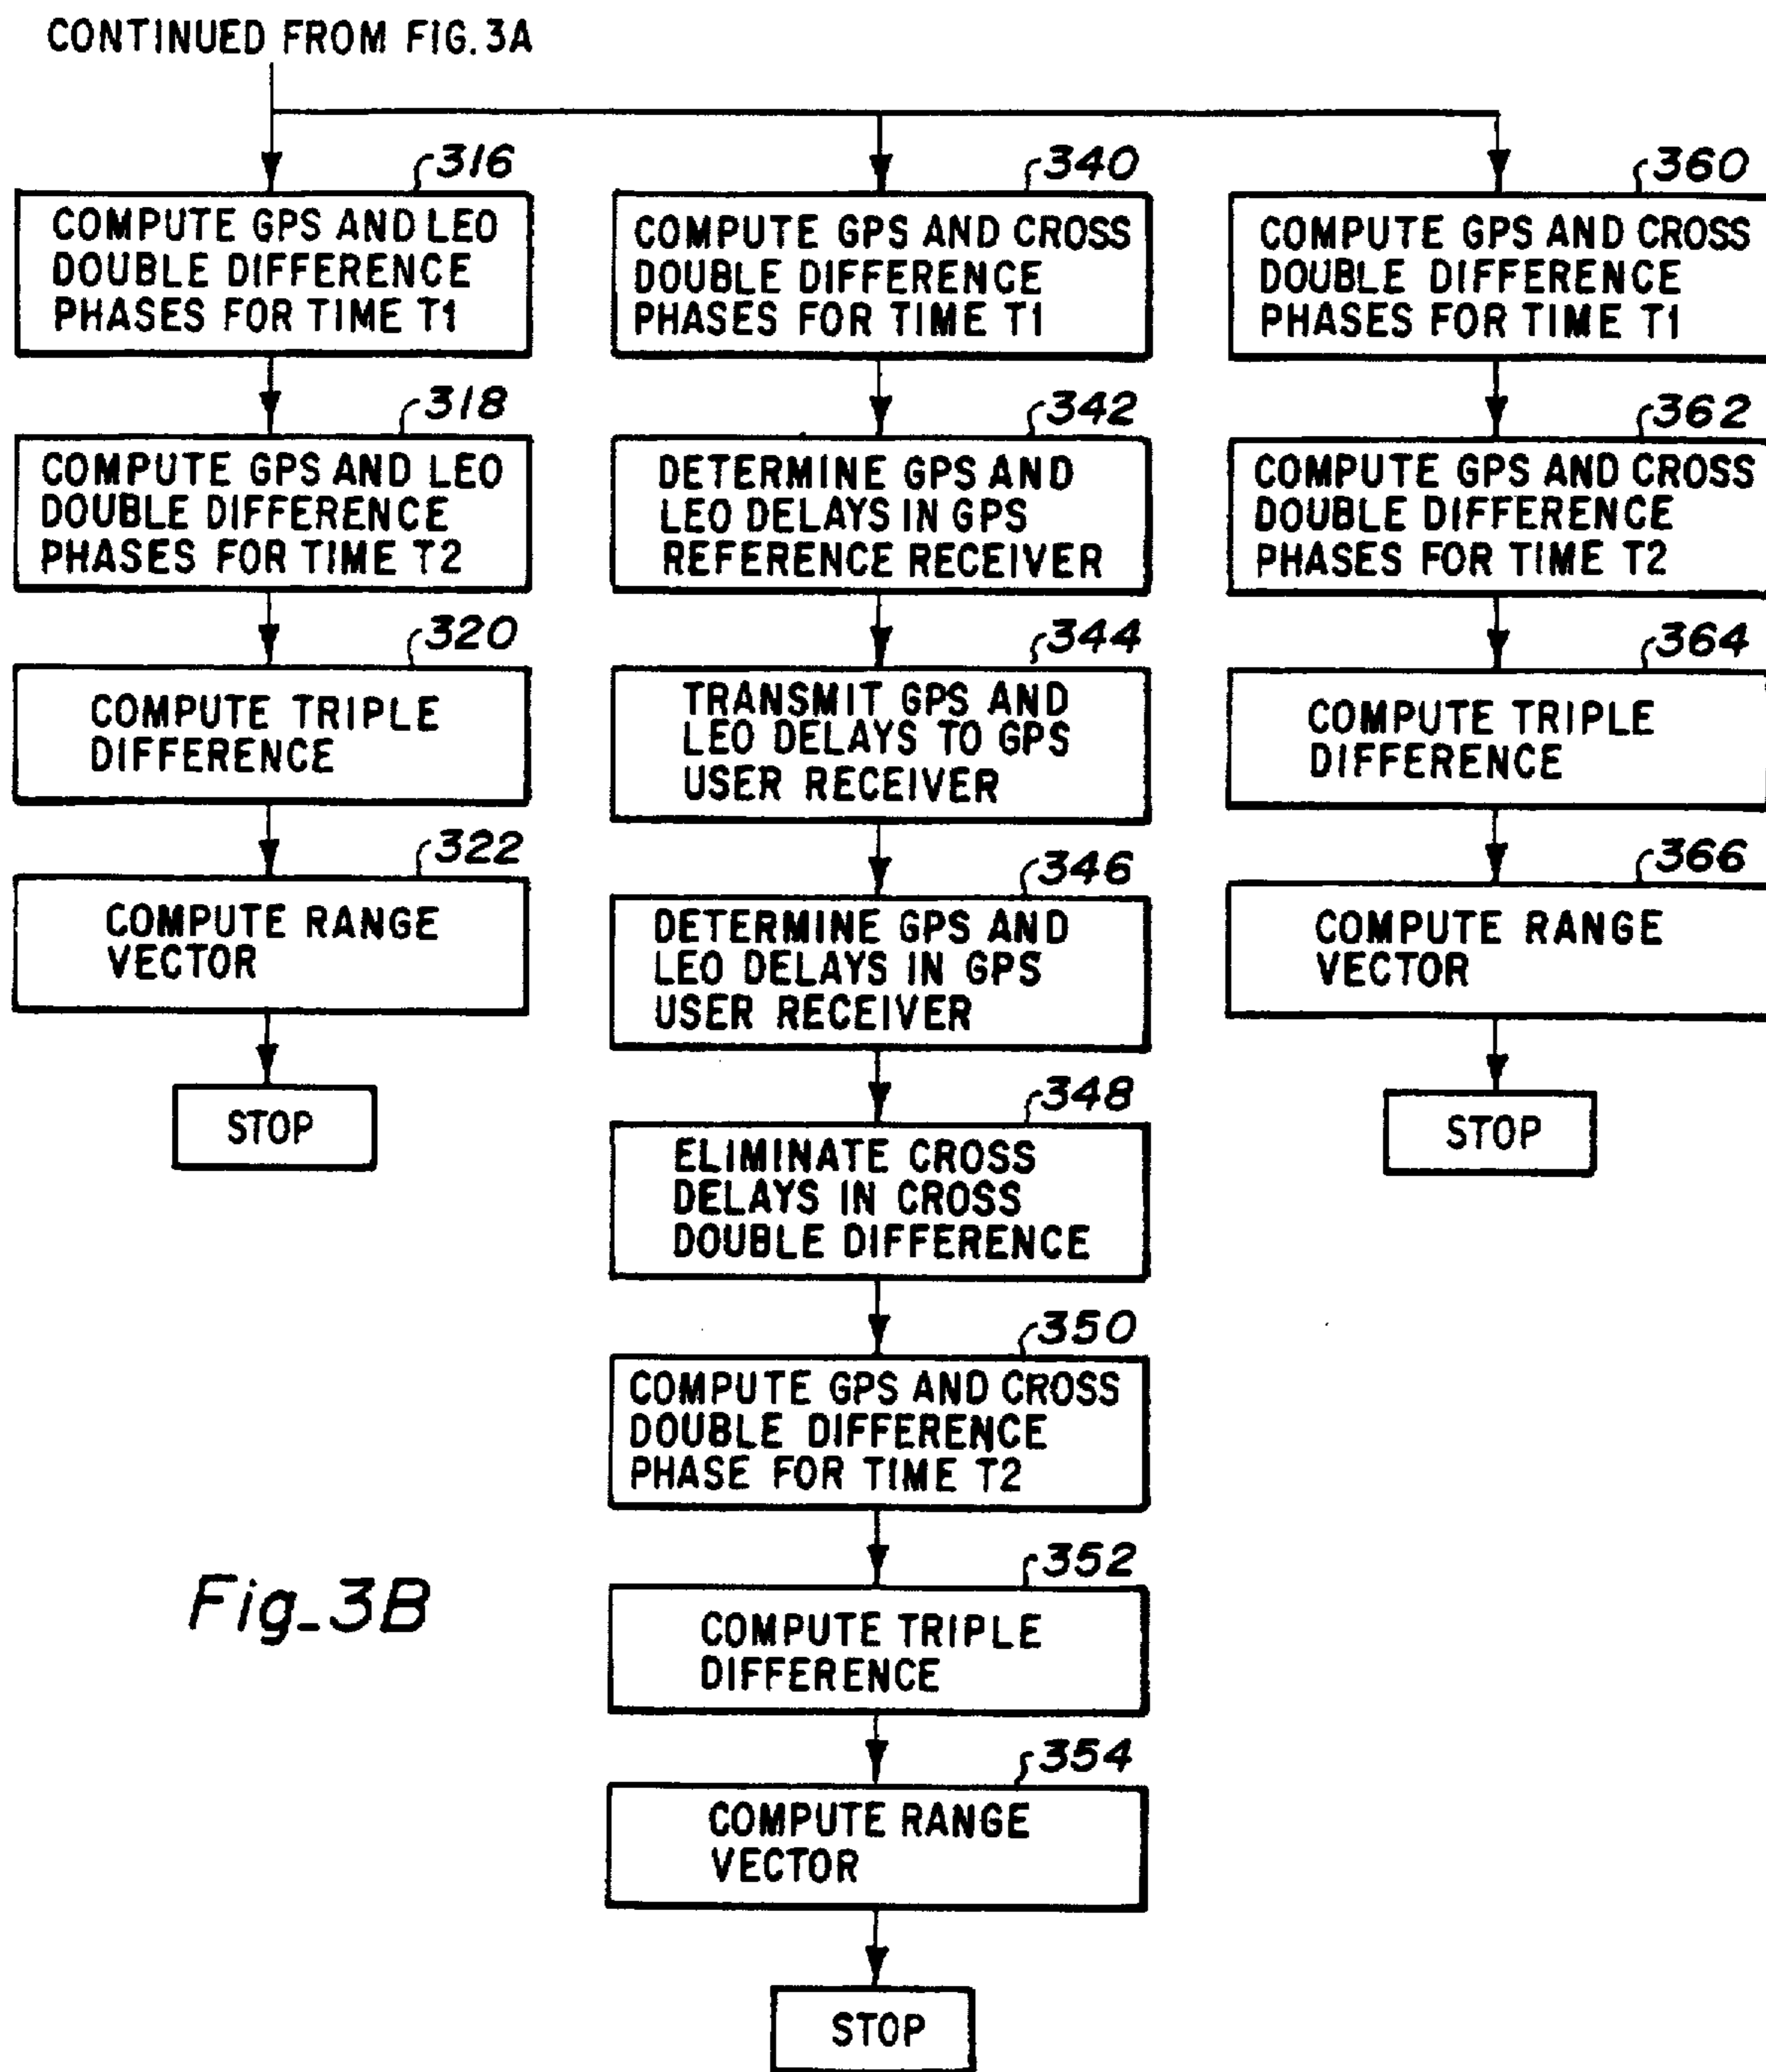 CONTINUED FROM FIG. 3A
316
COMPUTE GPS AND LEO
DOUBLE DIFFERENCE
PHASES FOR TIME T1
318
COMPUTE GPS AND LEO
DOUBLE DIFFERENCE
PHASES FOR TIME T2
320
COMPUTE TRIPLE
DIFFERENCE
322
COMPUTE RANGE
VECTOR
STOP
340
COMPUTE GPS AND CROSS
DOUBLE DIFFERENCE
PHASES FOR TIME T1
342
DETERMINE GPS AND
LEO DELAYS IN GPS
REFERENCE RECEIVER
344
TRANSMIT GPS AND
LEO DELAYS TO GPS
USER RECEIVER
346
DETERMINE GPS AND
LEO DELAYS IN GPS
USER RECEIVER
348
ELIMINATE CROSS
DELAYS IN CROSS
DOUBLE DIFFERENCE
350
COMPUTE GPS AND CROSS
DOUBLE DIFFERENCE
PHASE FOR TIME T2
352
COMPUTE TRIPLE
DIFFERENCE
354
COMPUTE RANGE
VECTOR
STOP
360
COMPUTE GPS AND CROSS
DOUBLE DIFFERENCE
PHASES FOR TIME T1
362
COMPUTE GPS AND CROSS
DOUBLE DIFFERENCE
PHASES FOR TIME T2
364
COMPUTE TRIPLE
DIFFERENCE
366
COMPUTE RANGE
VECTOR
STOP
Fig_3B